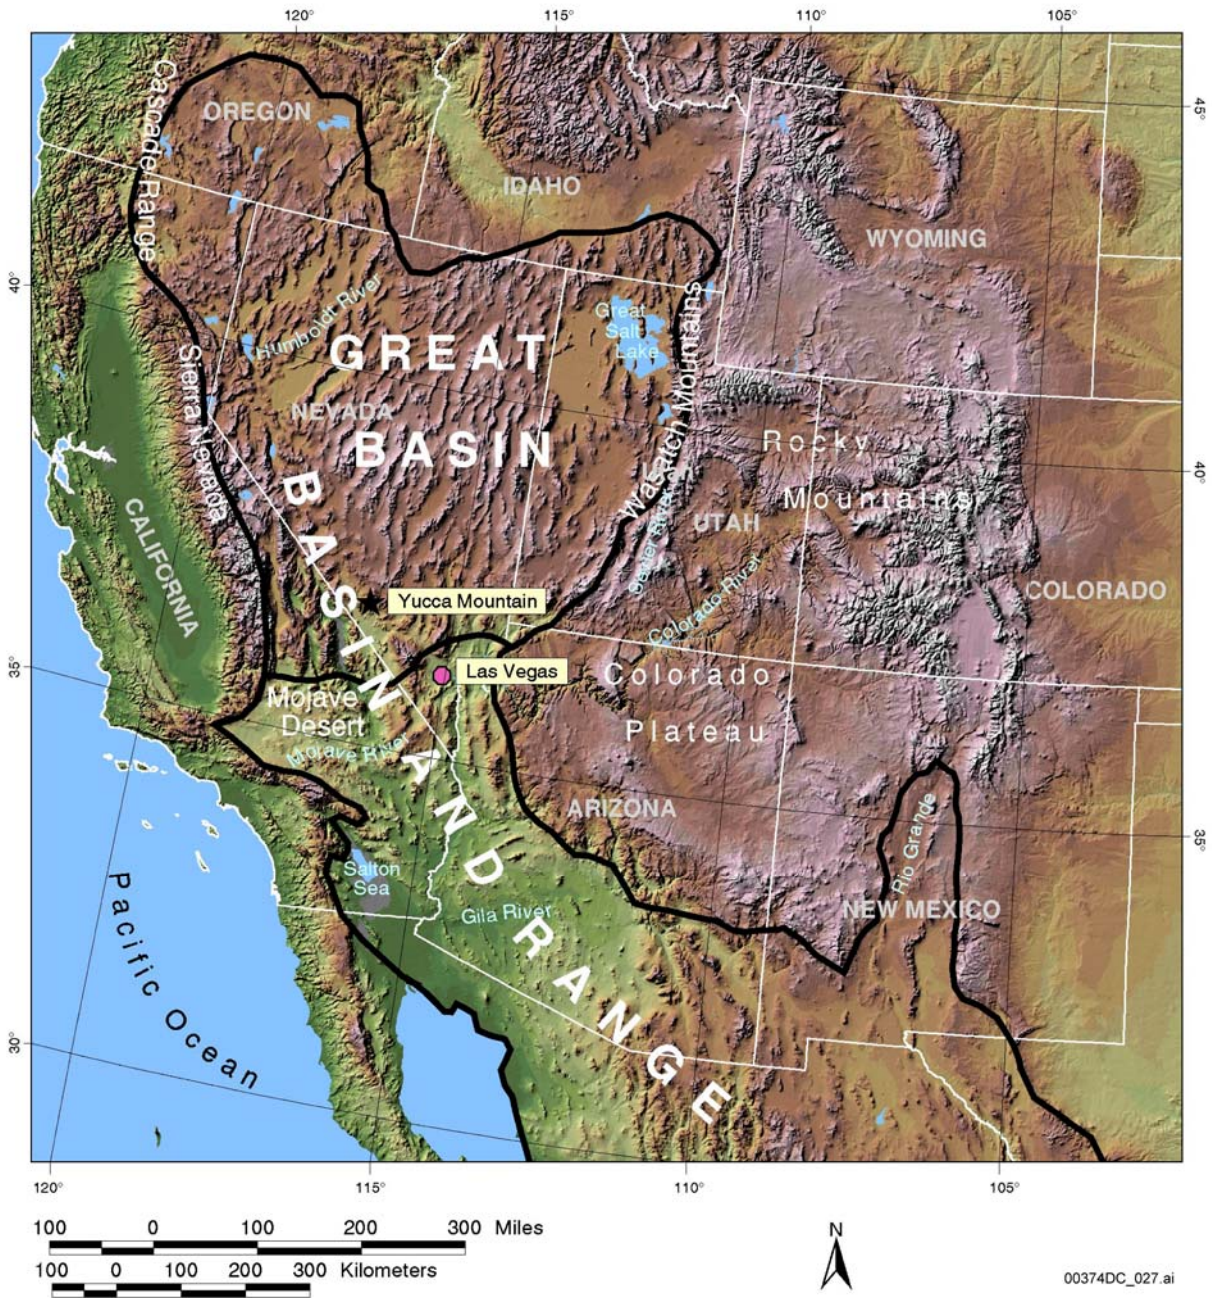 120°
115°
110°
105°
45°
Cascade Range
OREGON
IDAHO
WYOMING
40°
Humboldt River
Great
Salt
Lake
GREAT
NEVADA
BASIN
Sierra Nevada
Wasatch Mountains
Rocky
Mountains
40°
CALIFORNIA
UTAH
COLORADO
Yucca Mountain
Colorado River
35°
Las Vegas
Colorado
Plateau
Mojave
Desert
Mojave River
BASIN AND RANGE
ARIZONA
35°
Rio Grande
Salton
Sea
Gila River
NEW MEXICO
Pacific Ocean
30°
120°
115°
110°
105°
100 0 100 200 300 Miles
100 0 100 200 300 Kilometers
N
00374DC_027.ai